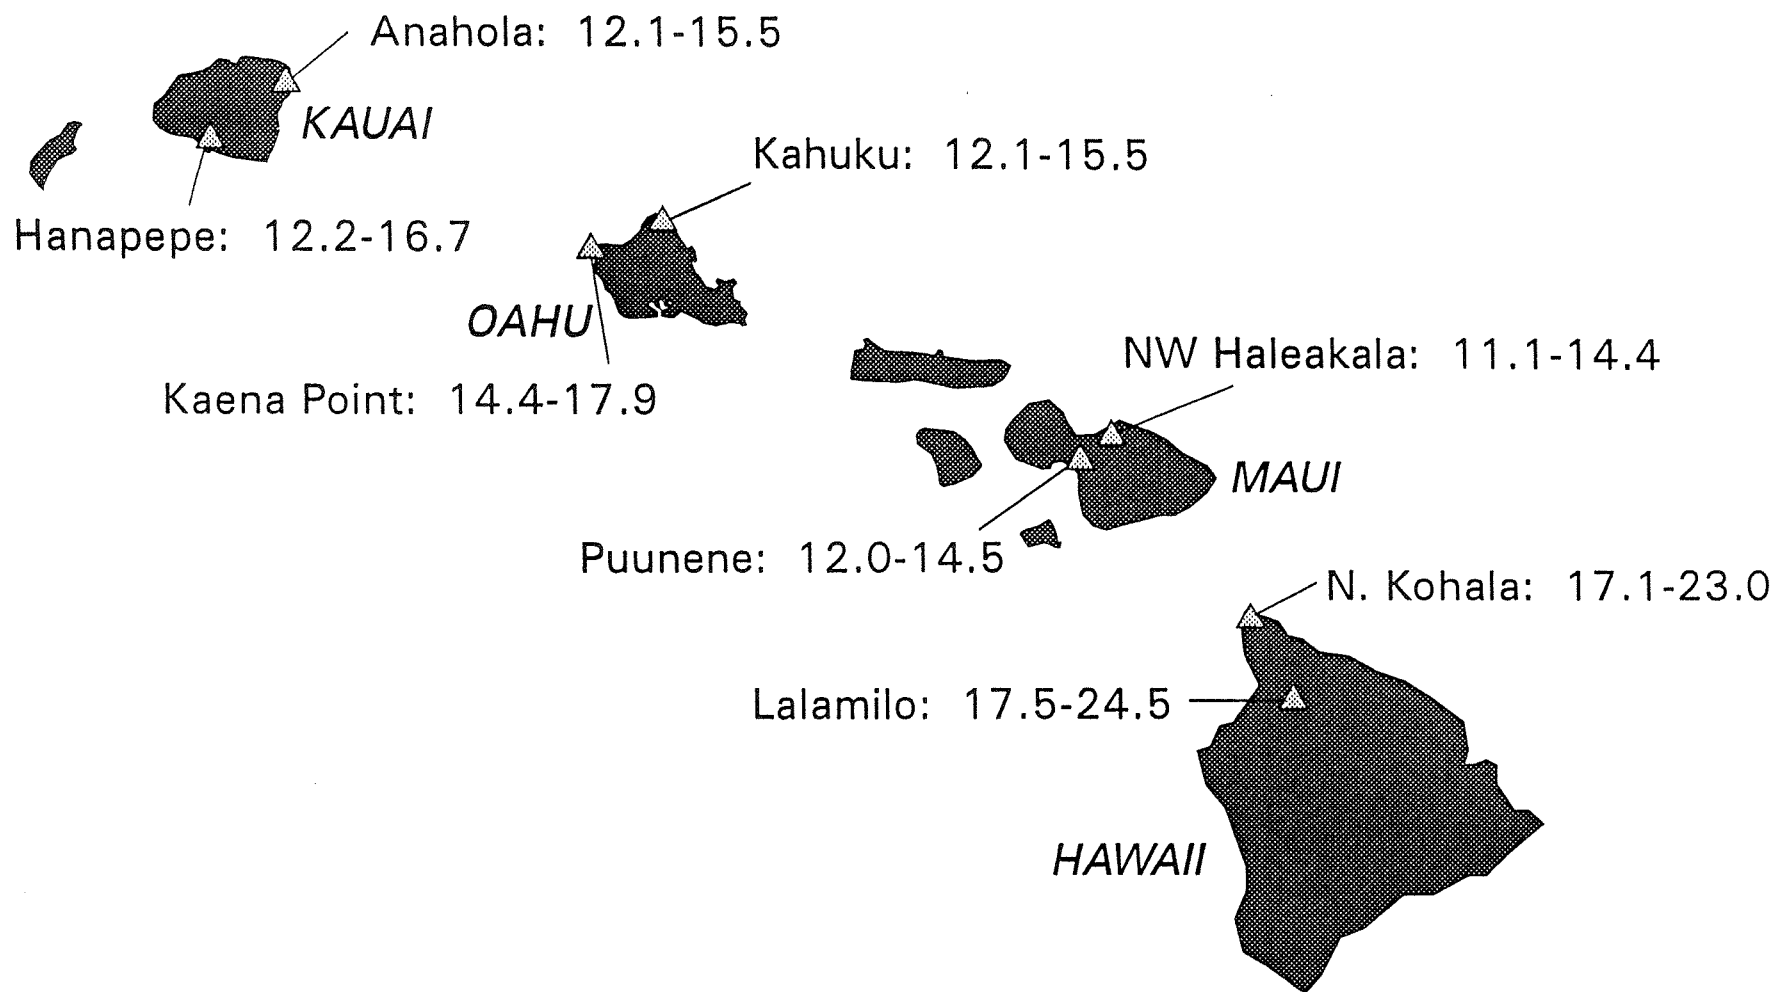 Anahola: 12.1-15.5
KAUAI
Kahuku: 12.1-15.5
Hanapepe: 12.2-16.7
OAHU
NW Haleakala: 11.1-14.4
Kaena Point: 14.4-17.9
MAUI
Puunene: 12.0-14.5
N. Kohala: 17.1-23.0
Lalamilo: 17.5-24.5
HAWAII